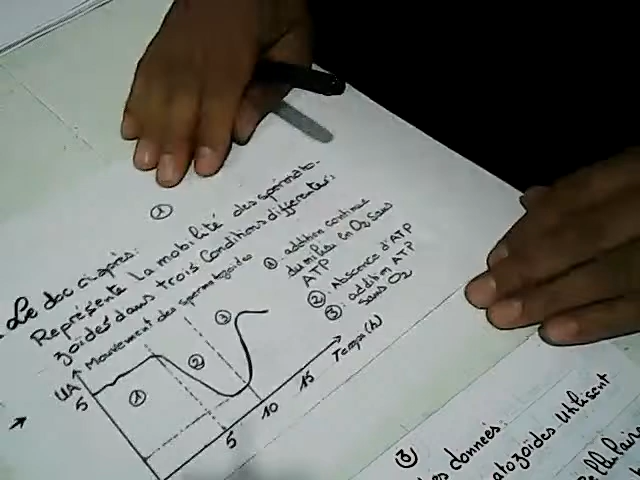 ①
Le doc ci-après:
Représente la mobilité des spermato-
zoïdes dans trois Conditions différentes:
UA Mouvement des spermatozoïdes
5
①
②
③
5 10 15 Temps (h)
①: addition continue
du milieu en O2 sans
ATP
② Absence d'ATP
③: addition ATP
sans O2
③
des données:
atozoïdes utilisent